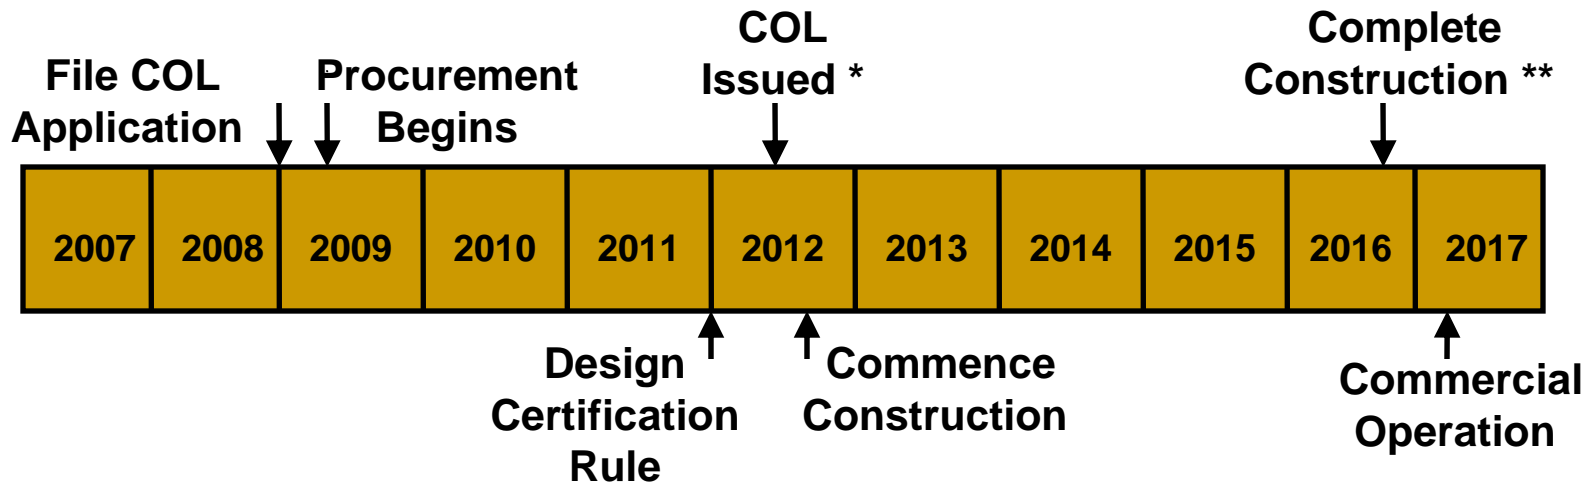 File COL
Application
Procurement
Begins
COL
Issued *
Complete
Construction **
2007 2008 2009 2010 2011 2012 2013 2014 2015 2016 2017
Design
Certification
Rule
Commence
Construction
Commercial
Operation